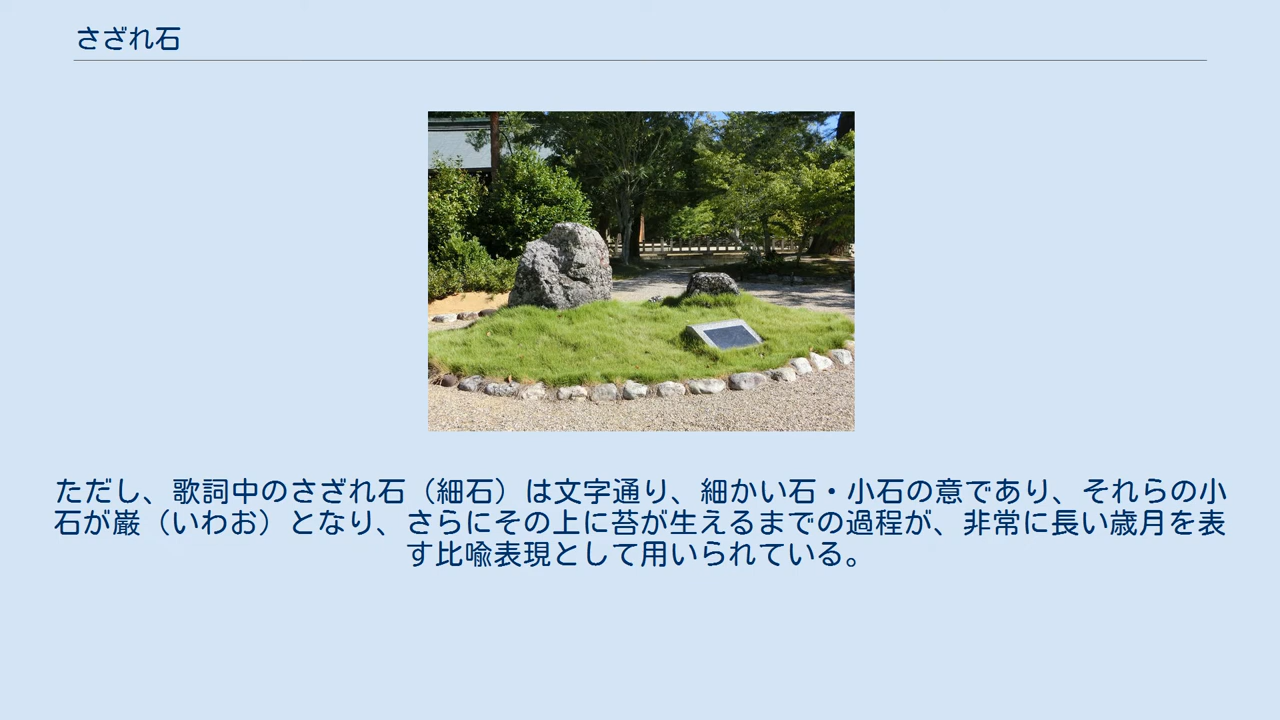 さざれ石
ただし、歌詞中のさざれ石（細石）は文字通り、細かい石・小石の意であり、それらの小
石が巌（いわお）となり、さらにその上に苔が生えるまでの過程が、非常に長い歳月を表
す比喩表現として用いられている。